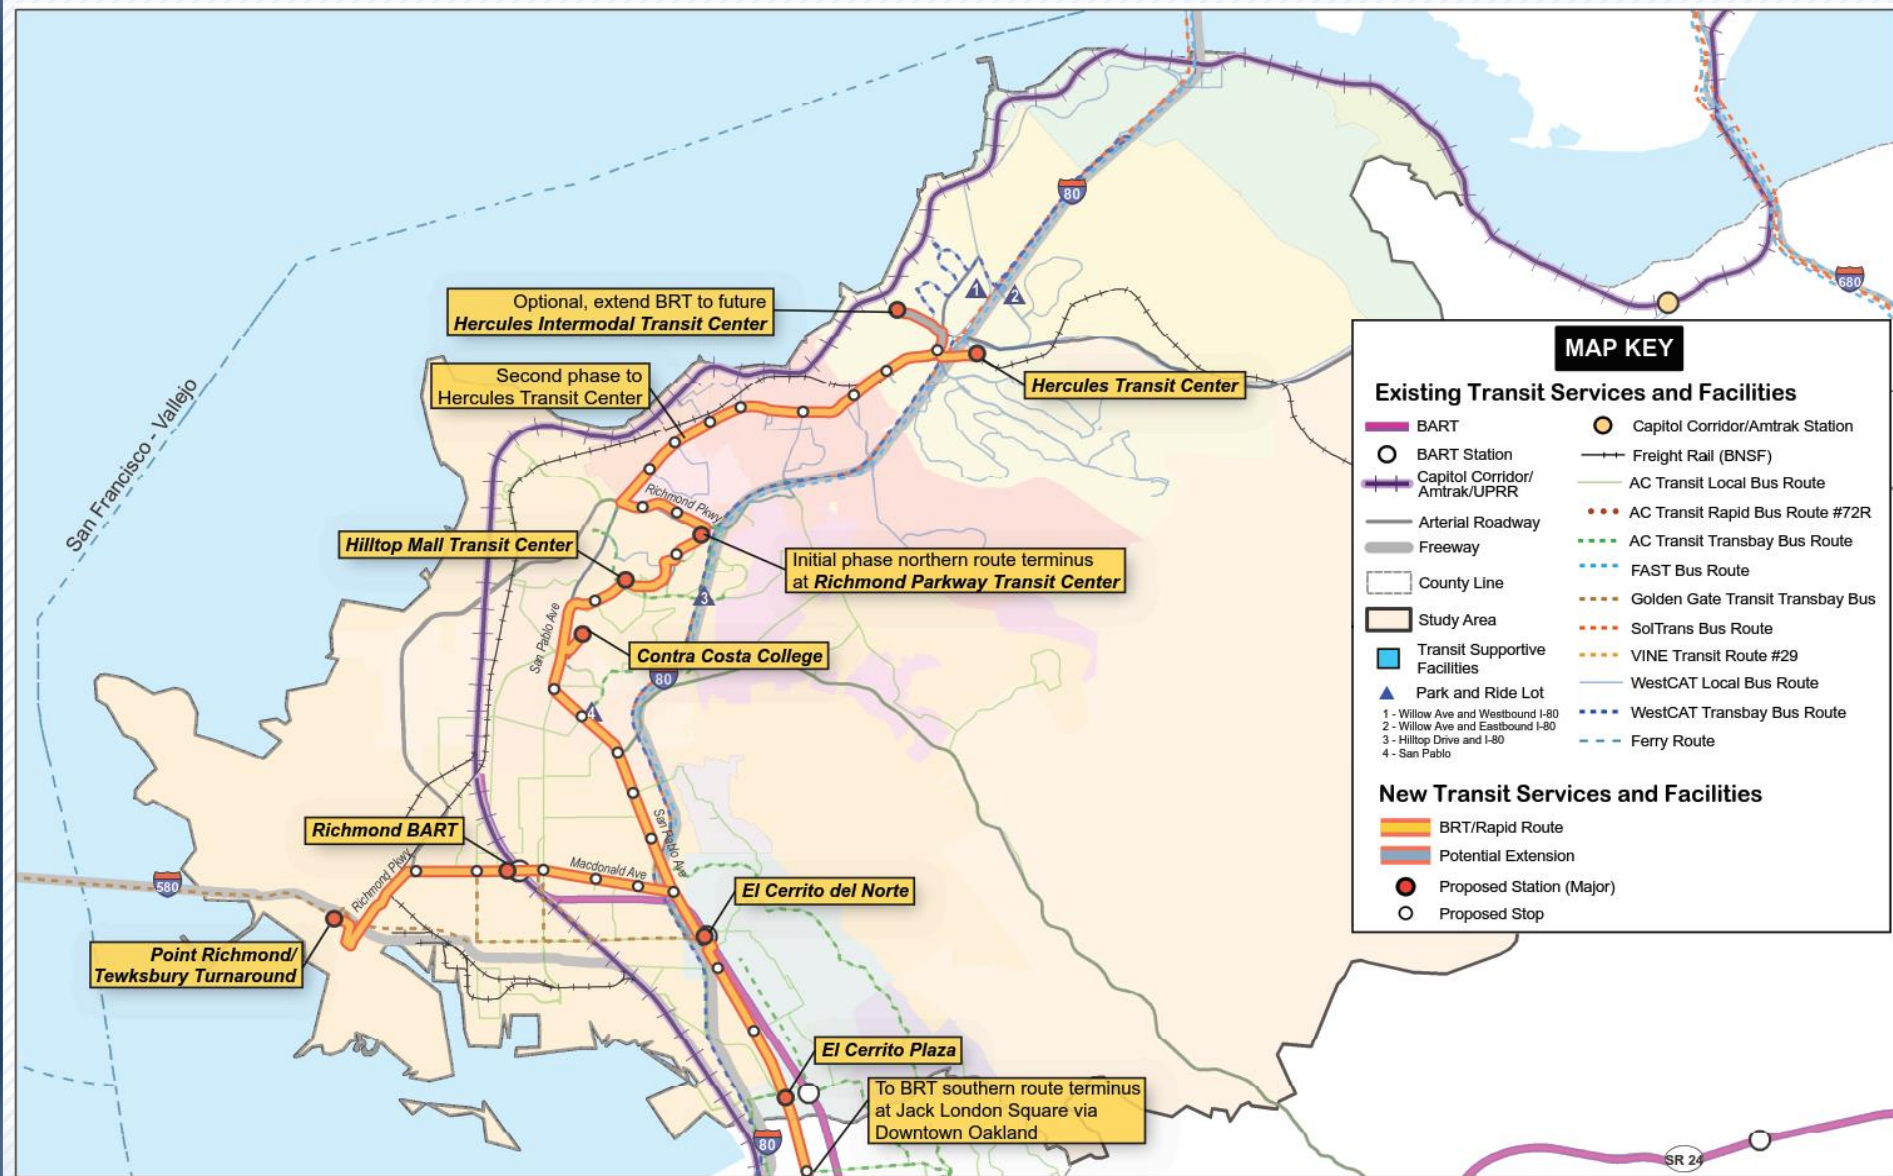 80
680
Optional, extend BRT to future
Hercules Intermodal Transit Center
1
2
Second phase to
Hercules Transit Center
Hercules Transit Center
San Francisco - Vallejo
Richmond Pkwy
Hilltop Mall Transit Center
Initial phase northern route terminus
at Richmond Parkway Transit Center
3
San Pablo Ave
Contra Costa College
80
4
Richmond BART
San Pablo Ave
Macdonald Ave
Richmond Pkwy
580
El Cerrito del Norte
Point Richmond/
Tewksbury Turnaround
El Cerrito Plaza
To BRT southern route terminus
at Jack London Square via
Downtown Oakland
80
SR 24
MAP KEY
Existing Transit Services and Facilities
BART
BART Station
Capitol Corridor/
Amtrak/UPRR
Arterial Roadway
Freeway
County Line
Study Area
Transit Supportive
Facilities
Park and Ride Lot
1 - Willow Ave and Westbound I-80
2 - Willow Ave and Eastbound I-80
3 - Hilltop Drive and I-80
4 - San Pablo
Capitol Corridor/Amtrak Station
Freight Rail (BNSF)
AC Transit Local Bus Route
AC Transit Rapid Bus Route #72R
AC Transit Transbay Bus Route
FAST Bus Route
Golden Gate Transit Transbay Bus
SolTrans Bus Route
VINE Transit Route #29
WestCAT Local Bus Route
WestCAT Transbay Bus Route
Ferry Route
New Transit Services and Facilities
BRT/Rapid Route
Potential Extension
Proposed Station (Major)
Proposed Stop